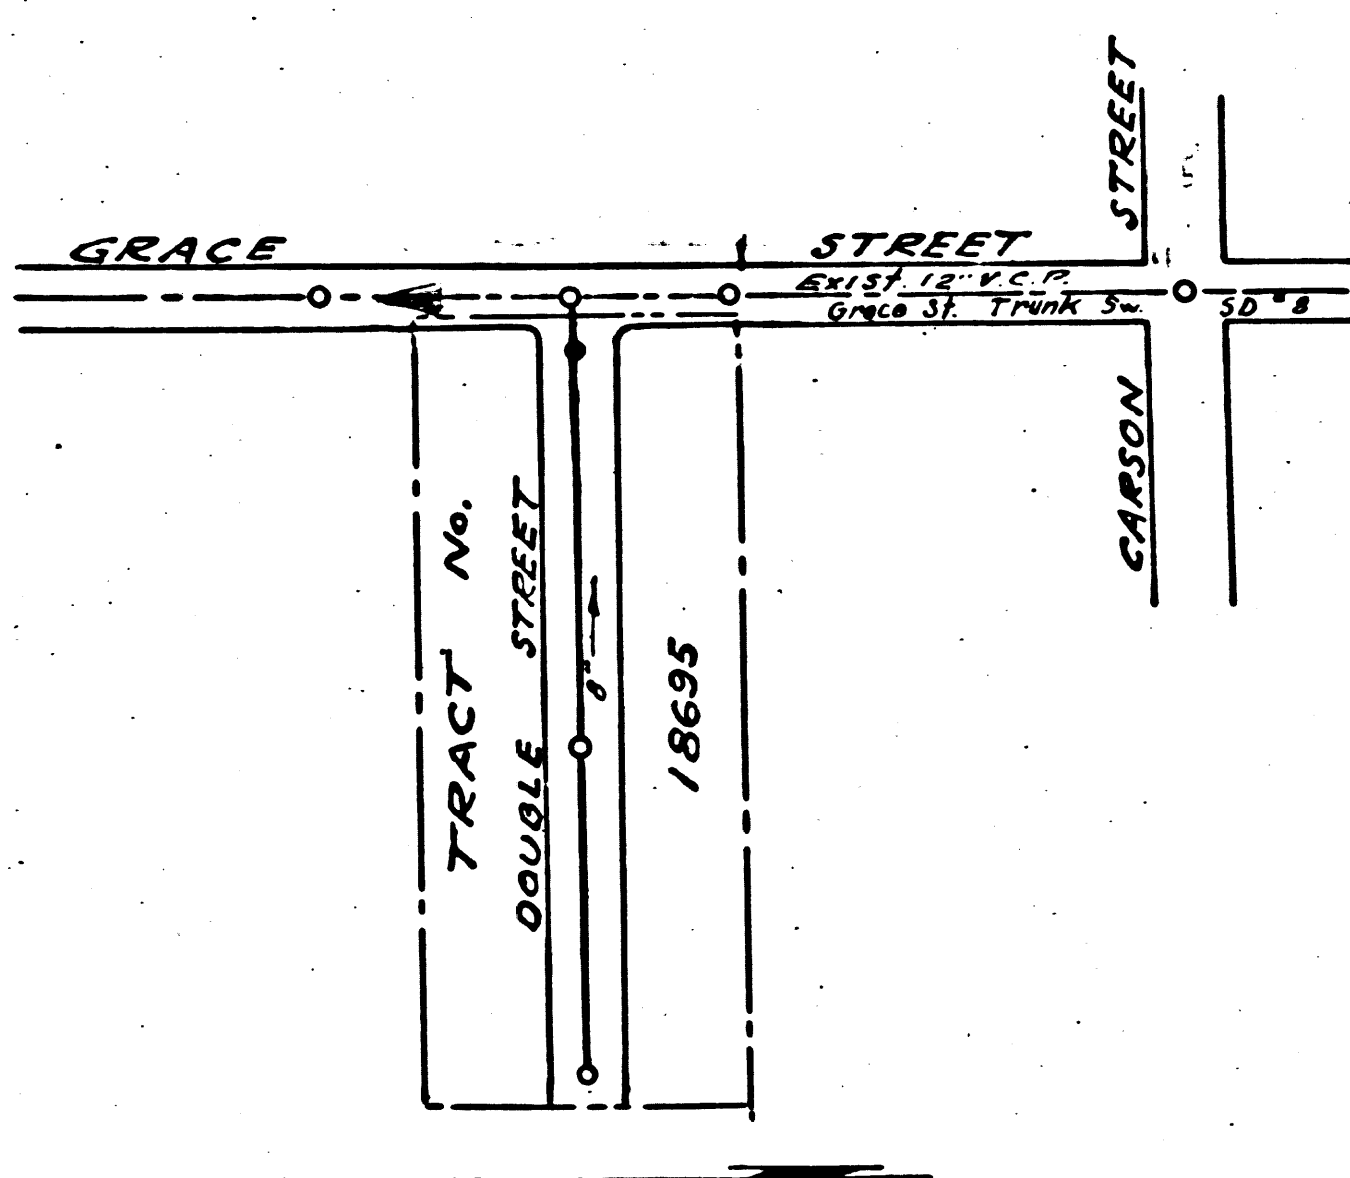 GRACE STREET
STREET
CARSON
Exist. 12" V.C.P.
Grace St. Trunk Sw. SD #8
TRACT No.
DOUBLE STREET
8"
18695